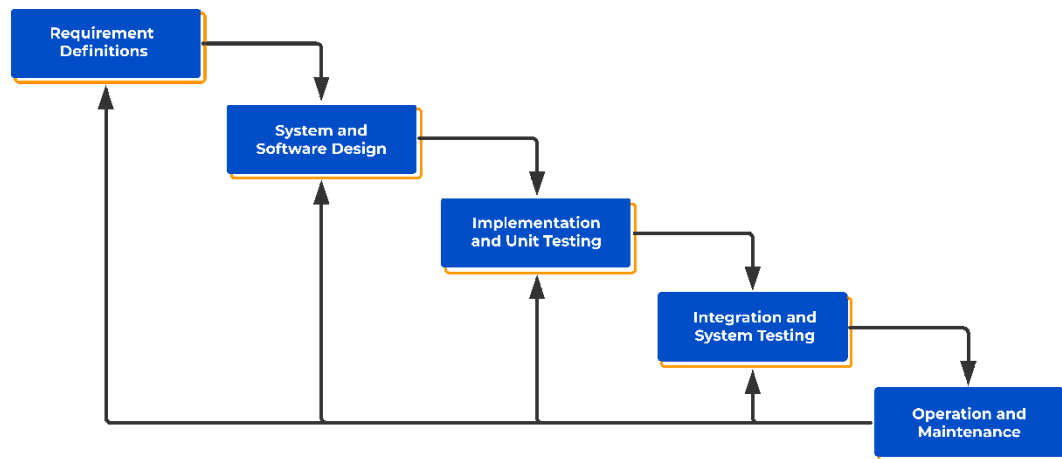 Requirement
Definitions
System and
Software Design
Implementation
and Unit Testing
Integration and
System Testing
Operation and
Maintenance